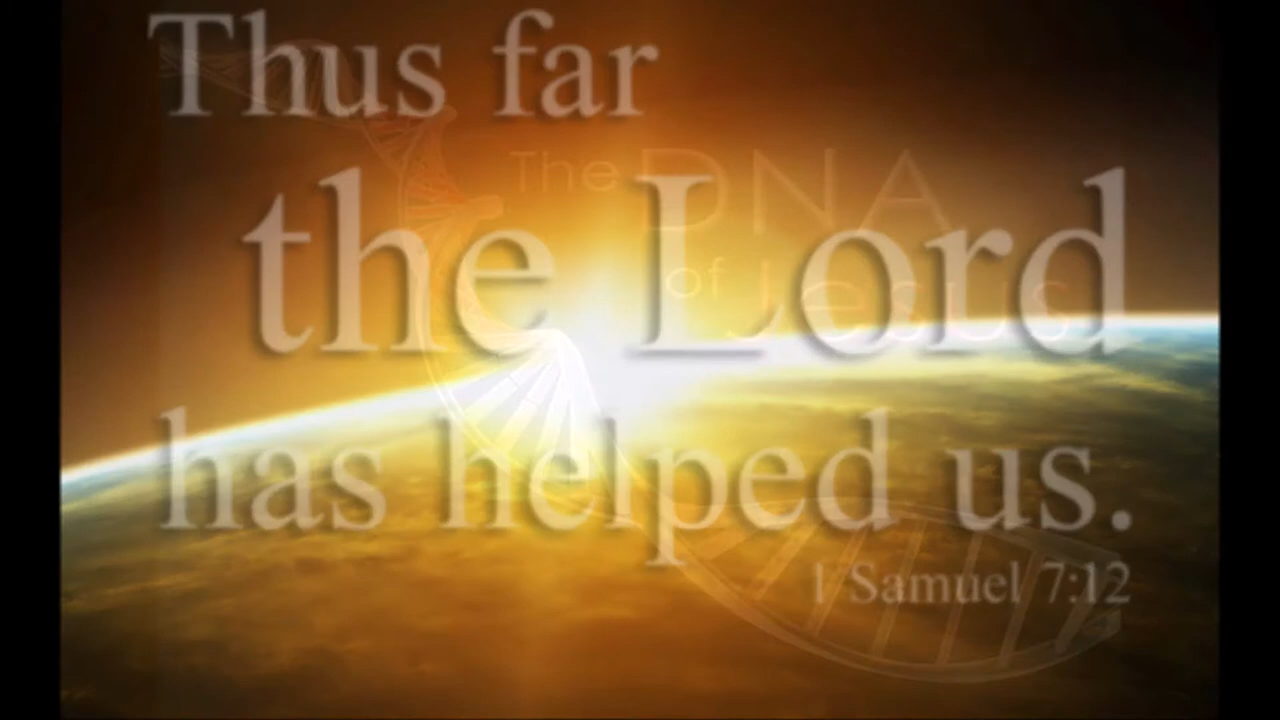 Thus far
The DNA
the Lord
of Jesus
has helped us.
1 Samuel 7:12